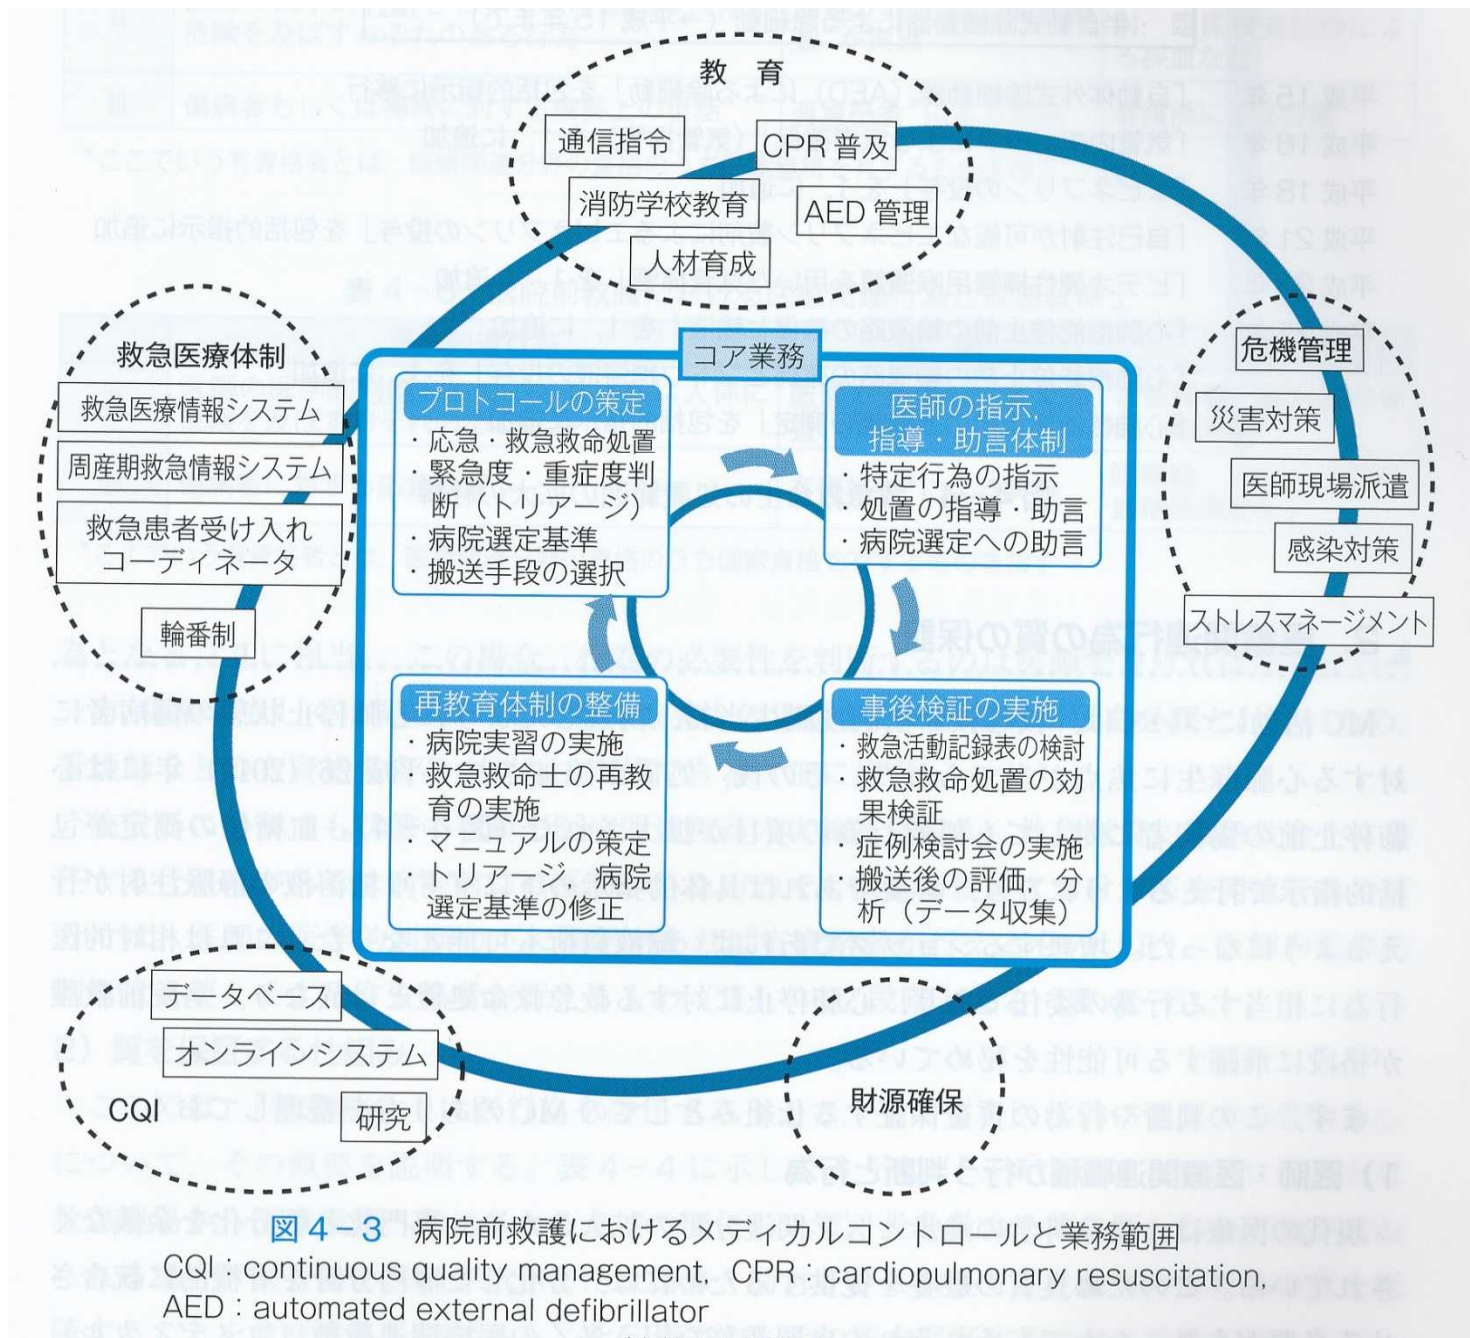 教 育
通信指令
CPR 普及
消防学校教育
AED 管理
人材育成
救急医療体制
救急医療情報システム
周産期救急情報システム
救急患者受け入れ
コーディネータ
輪番制
危機管理
災害対策
医師現場派遣
感染対策
ストレスマネージメント
コア業務
プロトコールの策定
・応急・救急救命処置
・緊急度・重症度判
断（トリアージ）
・病院選定基準
・搬送手段の選択
医師の指示,
指導・助言体制
・特定行為の指示
・処置の指導・助言
・病院選定への助言
再教育体制の整備
・病院実習の実施
・救急救命士の再教
育の実施
・マニュアルの策定
・トリアージ，病院
選定基準の修正
事後検証の実施
・救急活動記録表の検討
・救急救命処置の効
果検証
・症例検討会の実施
・搬送後の評価，分
析（データ収集）
データベース
オンラインシステム
CQI
研究
財源確保
図4-3 病院前救護におけるメディカルコントロールと業務範囲
CQI：continuous quality management, CPR：cardiopulmonary resuscitation,
AED：automated external defibrillator